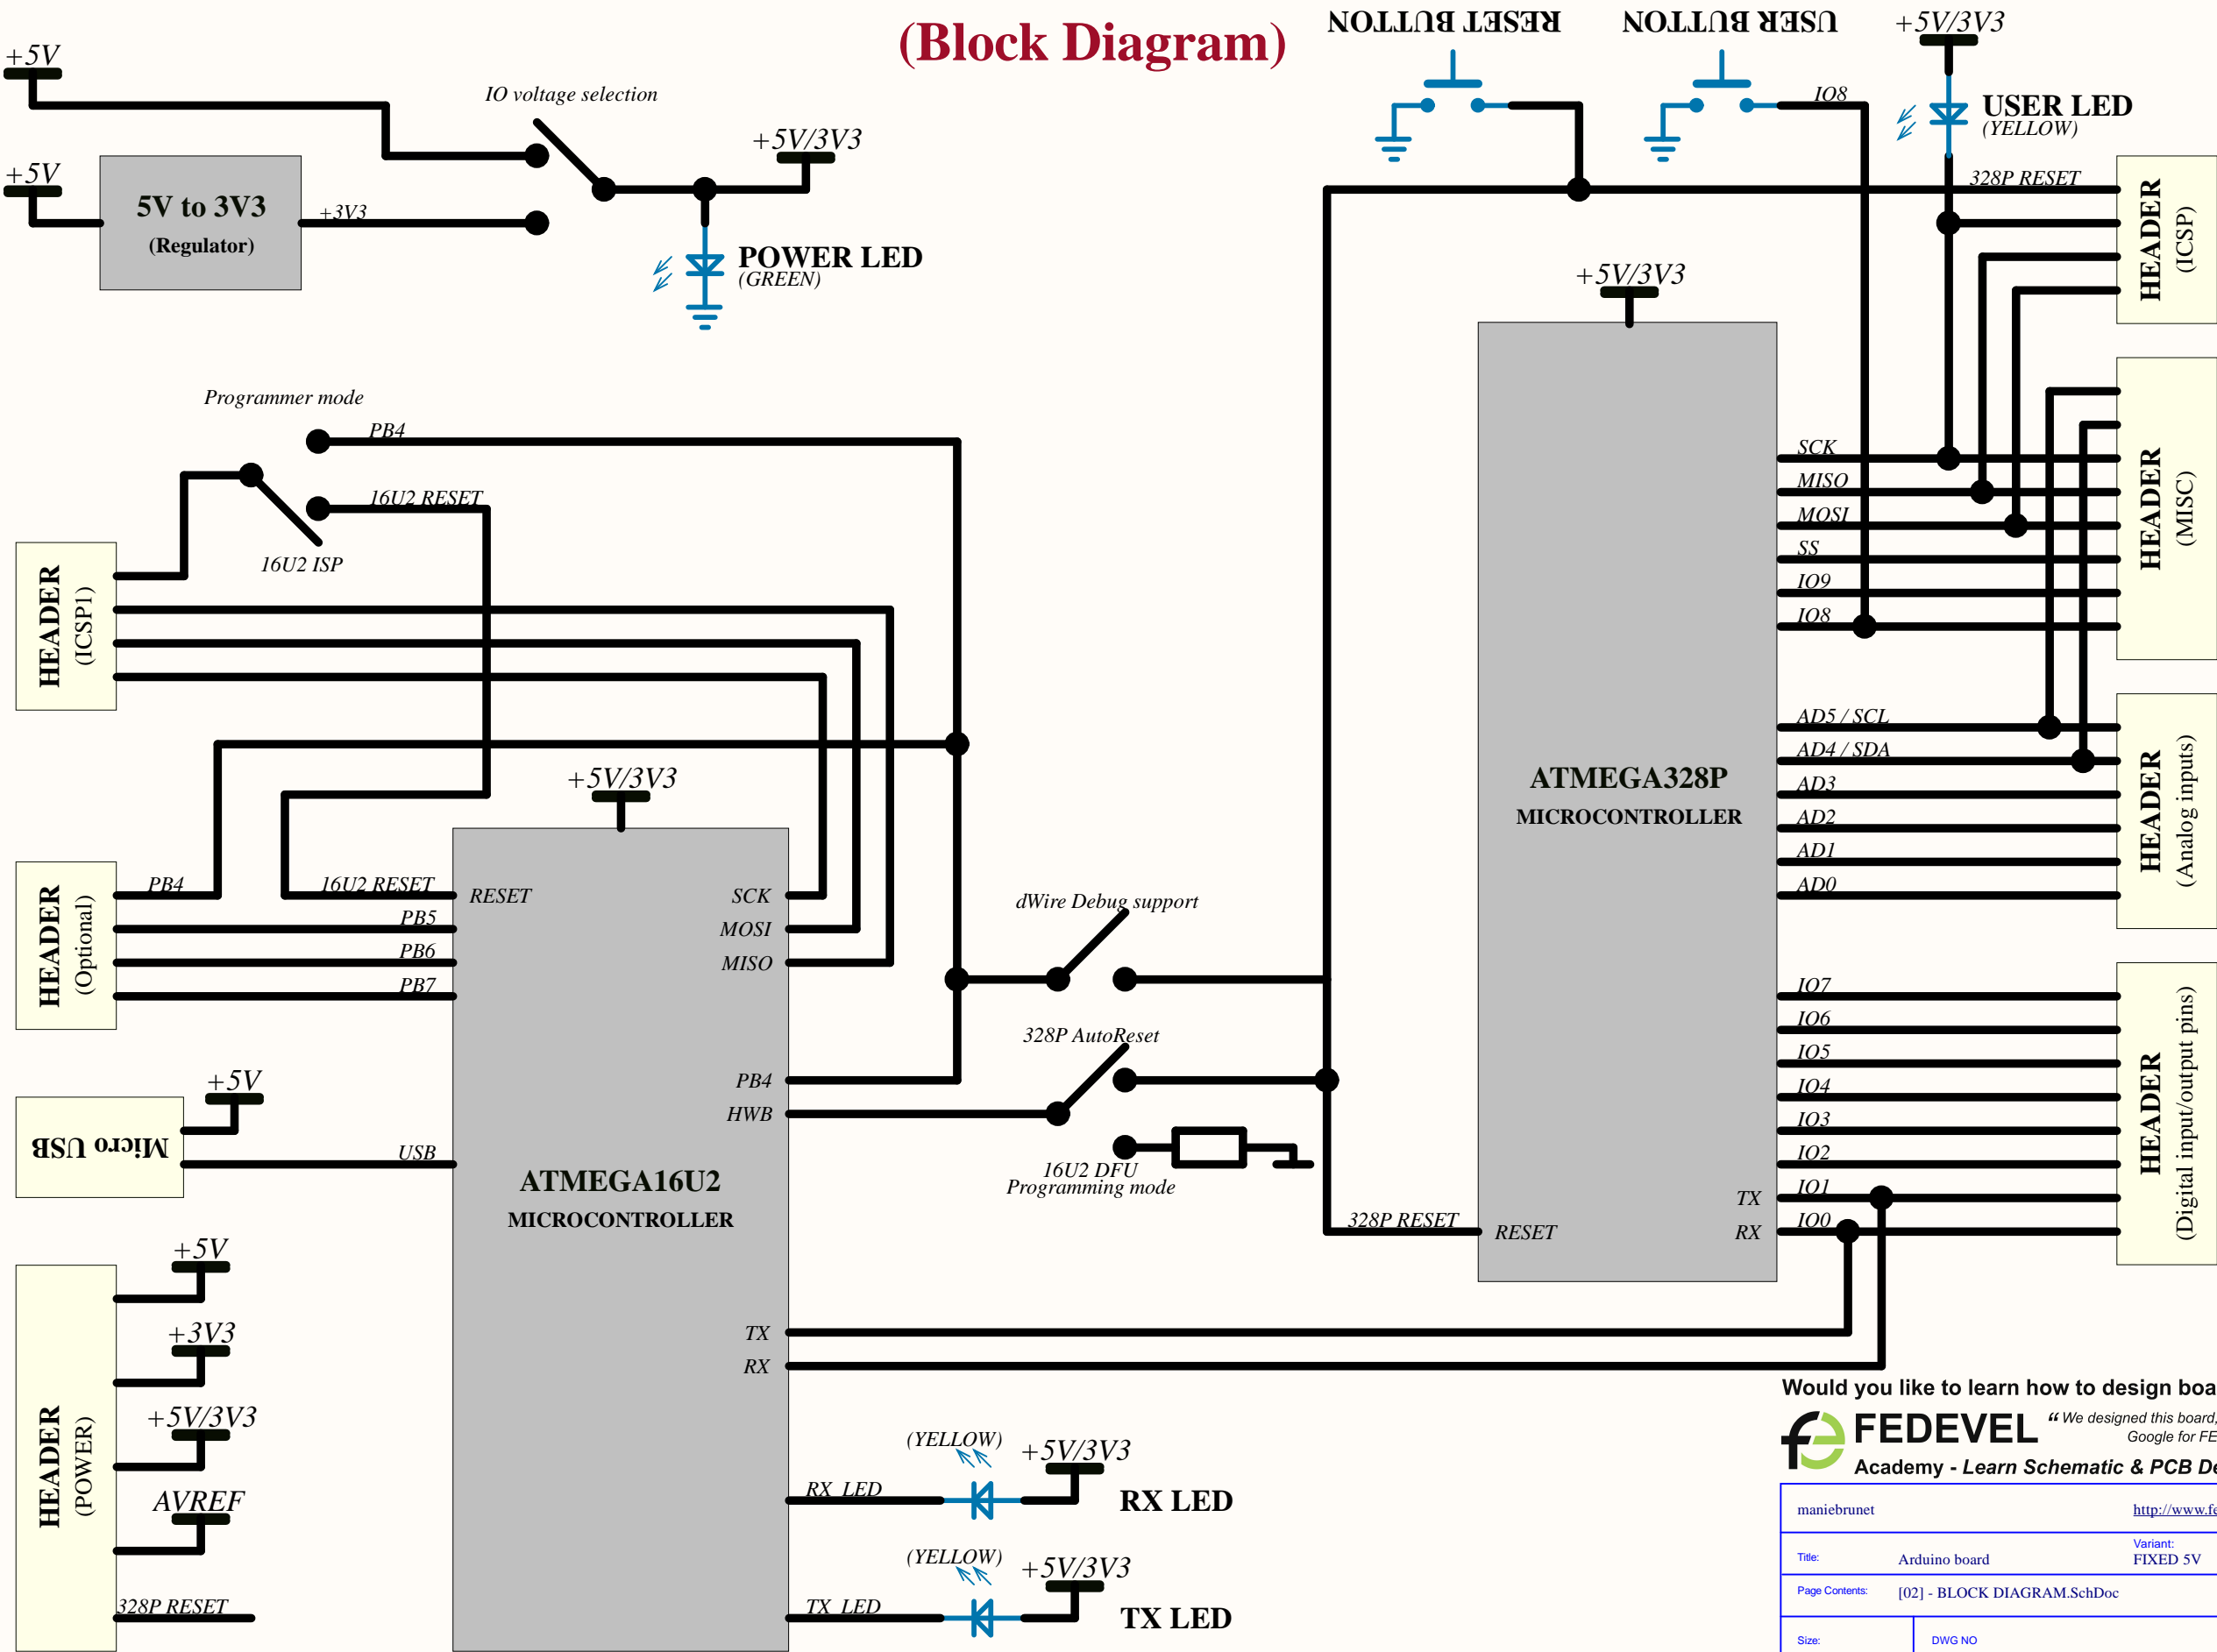 (Block Diagram)
+5V
IO voltage selection
+5V/3V3
+5V
5V to 3V3
(Regulator)
+3V3
POWER LED
(GREEN)
RESET BUTTON
USER BUTTON
IO8
+5V/3V3
USER LED
(YELLOW)
328P RESET
HEADER
(ICSP)
Programmer mode
PB4
16U2 RESET
16U2 ISP
HEADER
(ICSP1)
HEADER
(Optional)
PB4
PB5
PB6
PB7
16U2 RESET
Micro USB
+5V
USB
HEADER
(POWER)
+5V
+3V3
+5V/3V3
AVREF
328P RESET
+5V/3V3
RESET
SCK
MOSI
MISO
PB4
HWB
ATMEGA16U2
MICROCONTROLLER
TX
RX
RX_LED
(YELLOW)
+5V/3V3
RX LED
TX_LED
(YELLOW)
+5V/3V3
TX LED
dWire Debug support
328P AutoReset
16U2 DFU
Programming mode
328P RESET
+5V/3V3
ATMEGA328P
MICROCONTROLLER
RESET
TX
RX
SCK
MISO
MOSI
SS
IO9
IO8
HEADER
(MISC)
AD5 / SCL
AD4 / SDA
AD3
AD2
AD1
AD0
HEADER
(Analog inputs)
IO7
IO6
IO5
IO4
IO3
IO2
IO1
IO0
HEADER
(Digital input/output pins)
Would you like to learn how to design boa
fe FEDEVEL “ We designed this board,
Google for FE
Academy - Learn Schematic & PCB De
maniebrunet http://www.fe
Title: Arduino board Variant: FIXED 5V
Page Contents: [02] - BLOCK DIAGRAM.SchDoc
Size: DWG NO